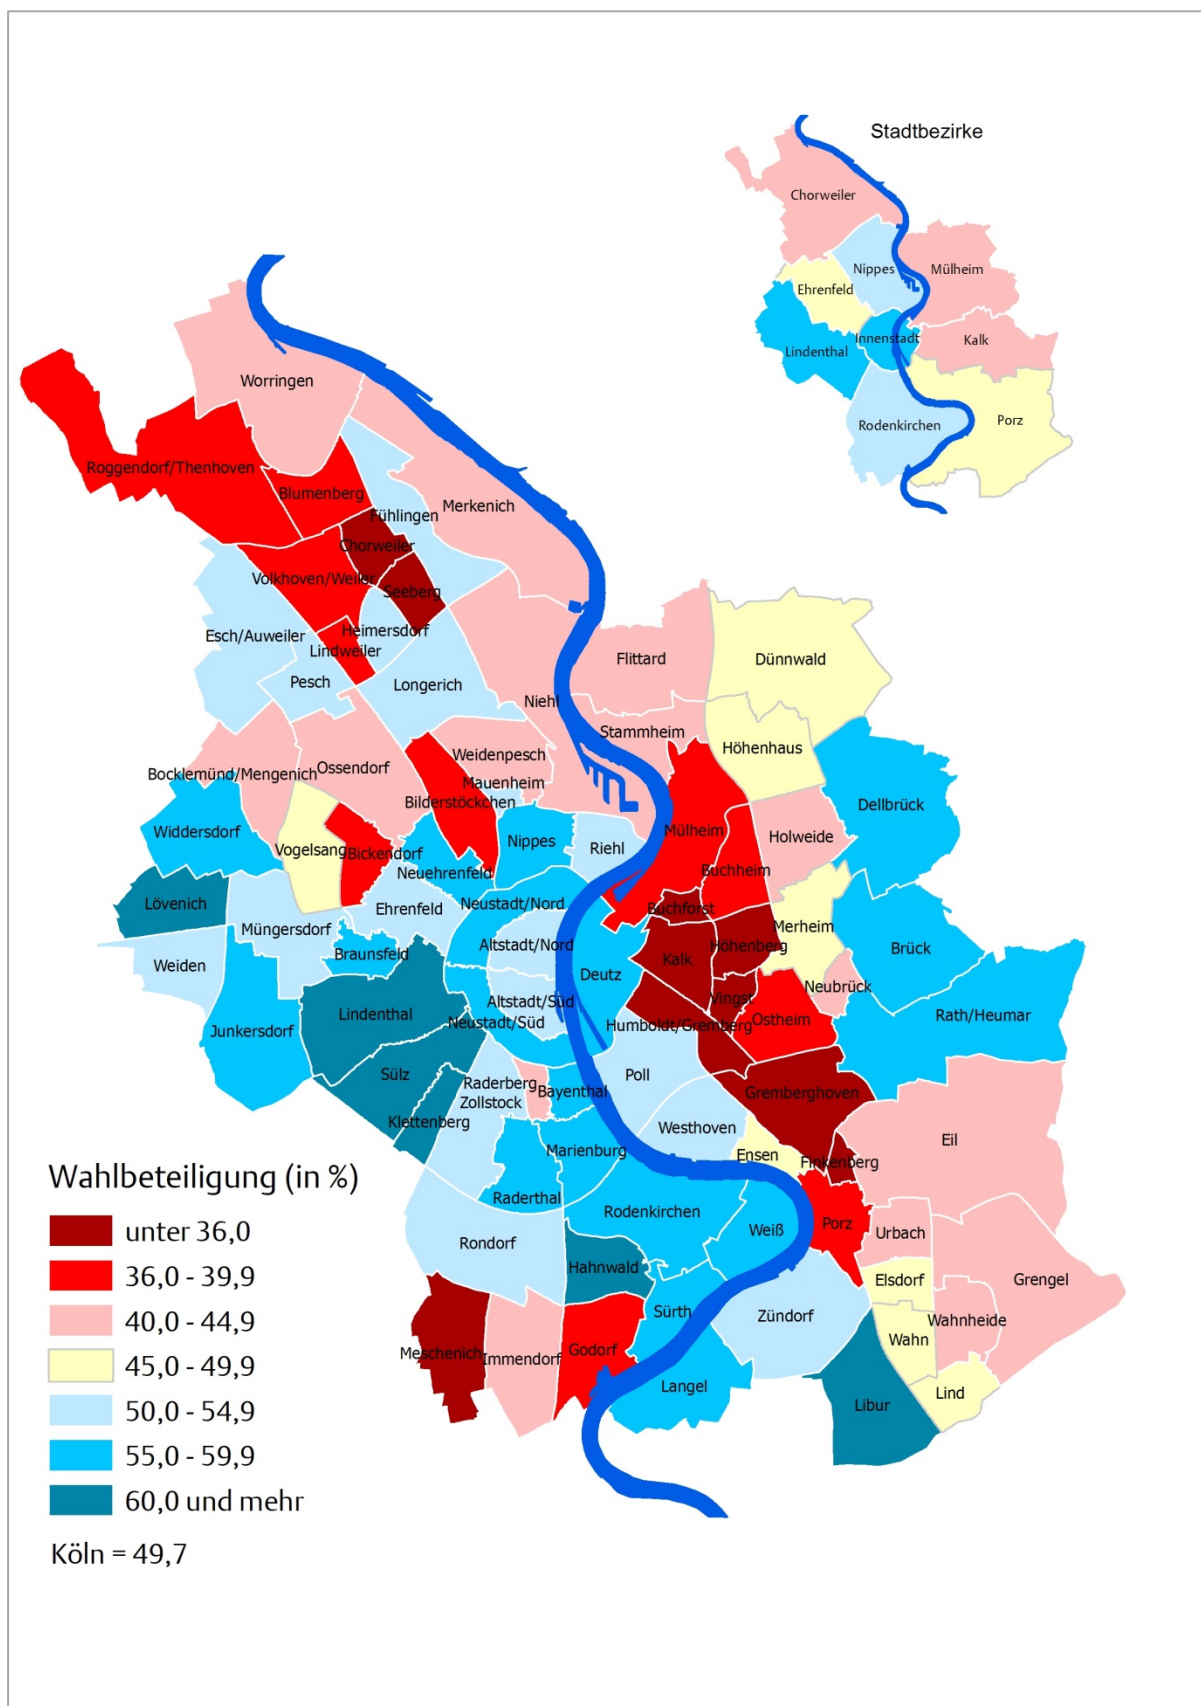 Stadtbezirke
Chorweiler
Nippes
Mülheim
Ehrenfeld
Innenstadt
Kalk
Lindenthal
Rodenkirchen
Porz
Worringen
Roggendorf/Thenhoven
Blumenberg
Merkenich
Fühlingen
Chorweiler
Volkhoven/Weiler
Seeberg
Esch/Auweiler
Heimersdorf
Lindweiler
Pesch
Longerich
Niehl
Flittard
Dünnwald
Stammheim
Höhenhaus
Weidenpesch
Ossendorf
Bocklemünd/Mengenich
Mauenheim
Bilderstöckchen
Dellbrück
Widdersdorf
Vogelsang
Bickendorf
Nippes
Riehl
Mülheim
Holweide
Neuehrenfeld
Buchheim
Lövenich
Ehrenfeld
Neustadt/Nord
Buchforst
Müngersdorf
Altstadt/Nord
Höhenberg
Merheim
Brück
Weiden
Braunsfeld
Deutz
Kalk
Neubrück
Lindenthal
Altstadt/Süd
Vingst
Junkersdorf
Neustadt/Süd
Humboldt/Gremberg
Ostheim
Rath/Heumar
Sülz
Raderberg
Poll
Bayenthal
Gremberghoven
Zollstock
Klettenberg
Westhoven
Eil
Marienburg
Ensen
Finkenberg
Raderthal
Rodenkirchen
Weiß
Porz
Urbach
Rondorf
Hahnwald
Elsdorf
Grengel
Sürth
Zündorf
Wahnheide
Wahn
Meschenich
Immendorf
Godorf
Langel
Libur
Lind
Wahlbeteiligung (in %)
unter 36,0
36,0 - 39,9
40,0 - 44,9
45,0 - 49,9
50,0 - 54,9
55,0 - 59,9
60,0 und mehr
Köln = 49,7